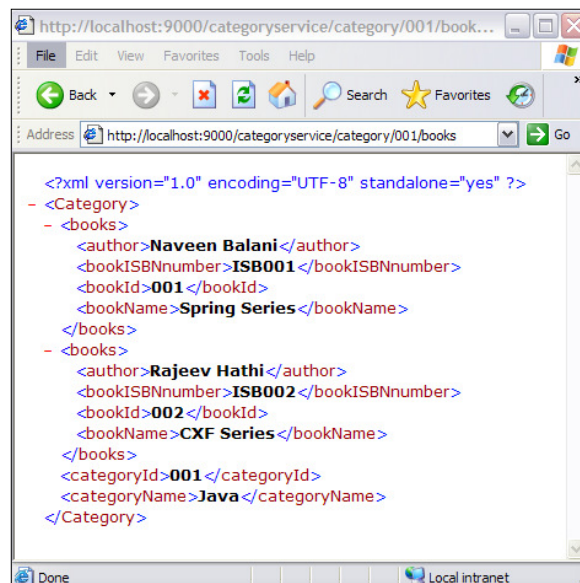 http://localhost:9000/categoryservice/category/001/book...
File Edit View Favorites Tools Help
Back Search Favorites »
Address http://localhost:9000/categoryservice/category/001/books Go
<?xml version="1.0" encoding="UTF-8" standalone="yes" ?>
- <Category>
- <books>
<author>Naveen Balani</author>
<bookISBNnumber>ISB001</bookISBNnumber>
<bookId>001</bookId>
<bookName>Spring Series</bookName>
</books>
- <books>
<author>Rajeev Hathi</author>
<bookISBNnumber>ISB002</bookISBNnumber>
<bookId>002</bookId>
<bookName>CXF Series</bookName>
</books>
<categoryId>001</categoryId>
<categoryName>Java</categoryName>
</Category>
Done Local intranet